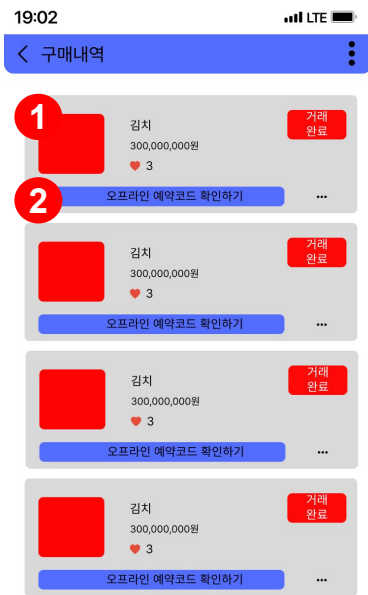 19:02 LTE
구매내역
1
김치
거래
완료
300,000,000원
3
2
오프라인 예약코드 확인하기
김치
거래
완료
300,000,000원
3
오프라인 예약코드 확인하기
김치
거래
완료
300,000,000원
3
오프라인 예약코드 확인하기
김치
거래
완료
300,000,000원
3
오프라인 예약코드 확인하기